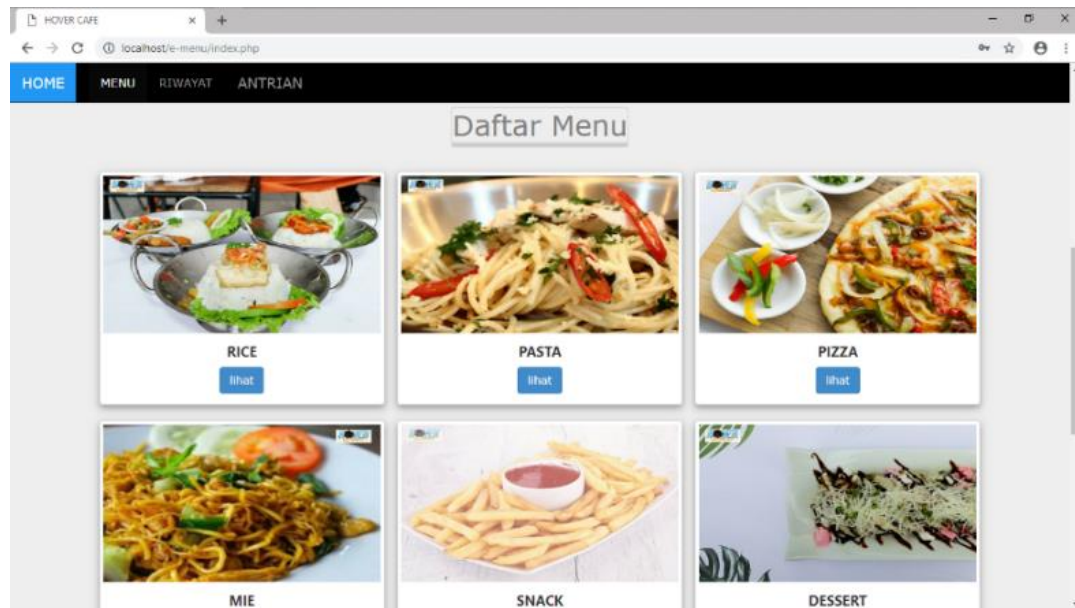 HOVER CAFE
localhost/e-menu/index.php
HOME MENU RIWAYAT ANTRIAN
Daftar Menu
RICE PASTA PIZZA
lihat lihat lihat
MIE SNACK DESSERT